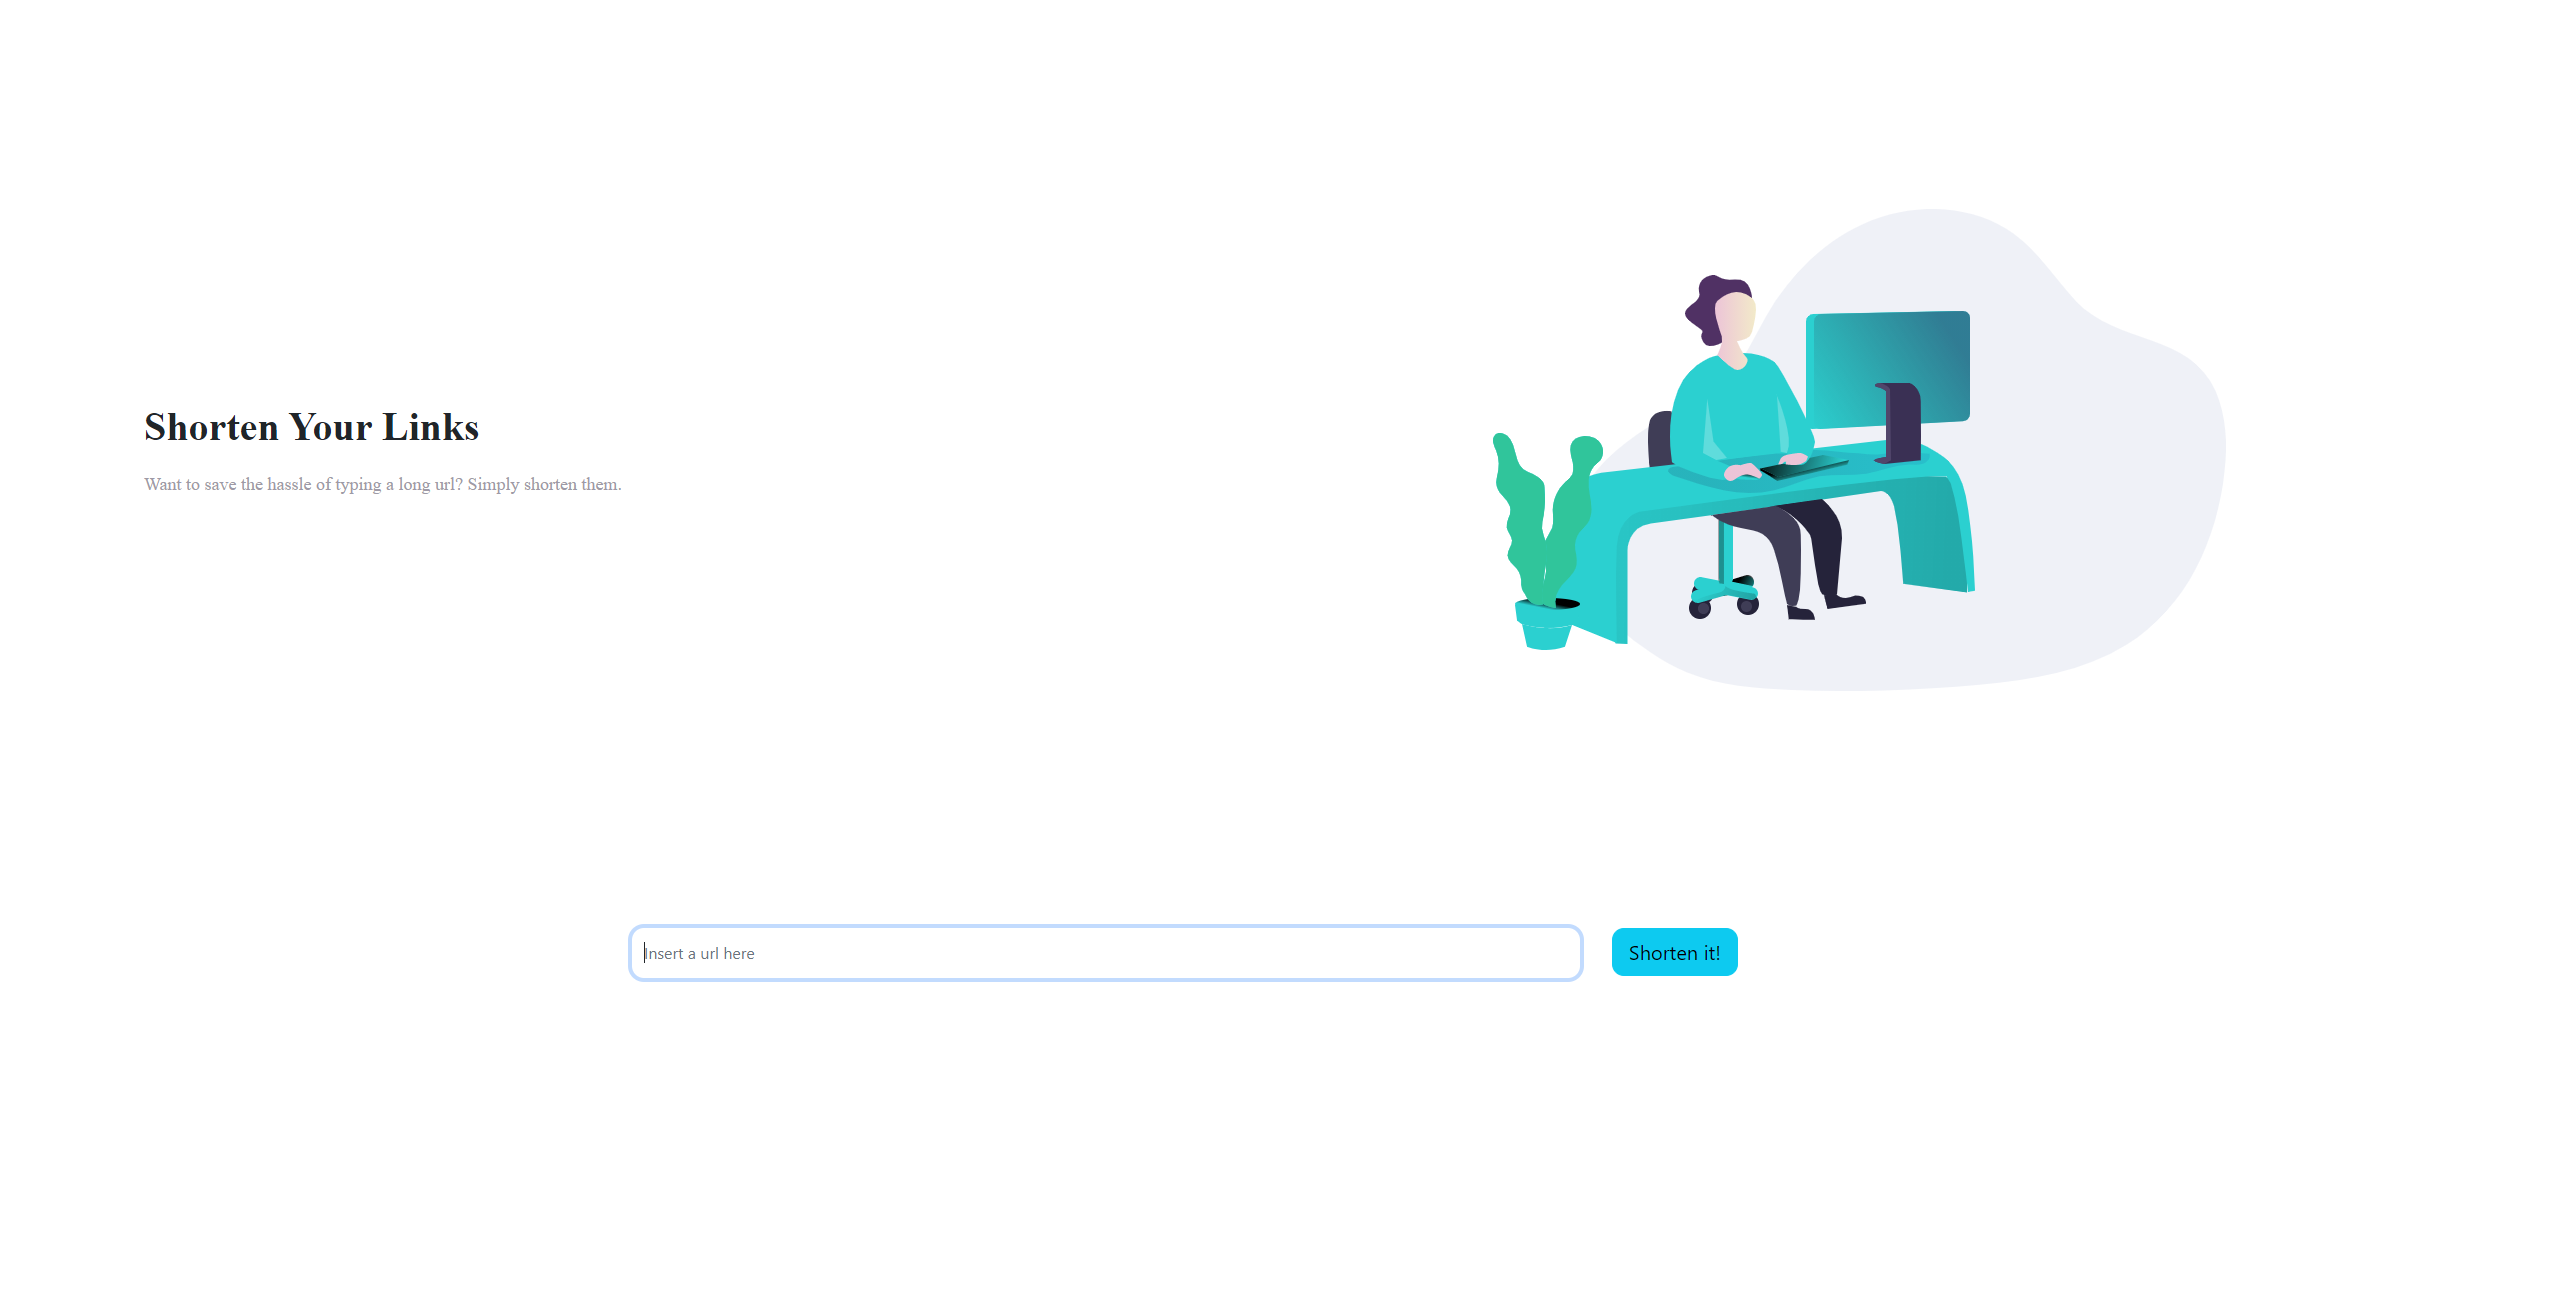 Shorten Your Links
Want to save the hassle of typing a long url? Simply shorten them.
Insert a url here
Shorten it!